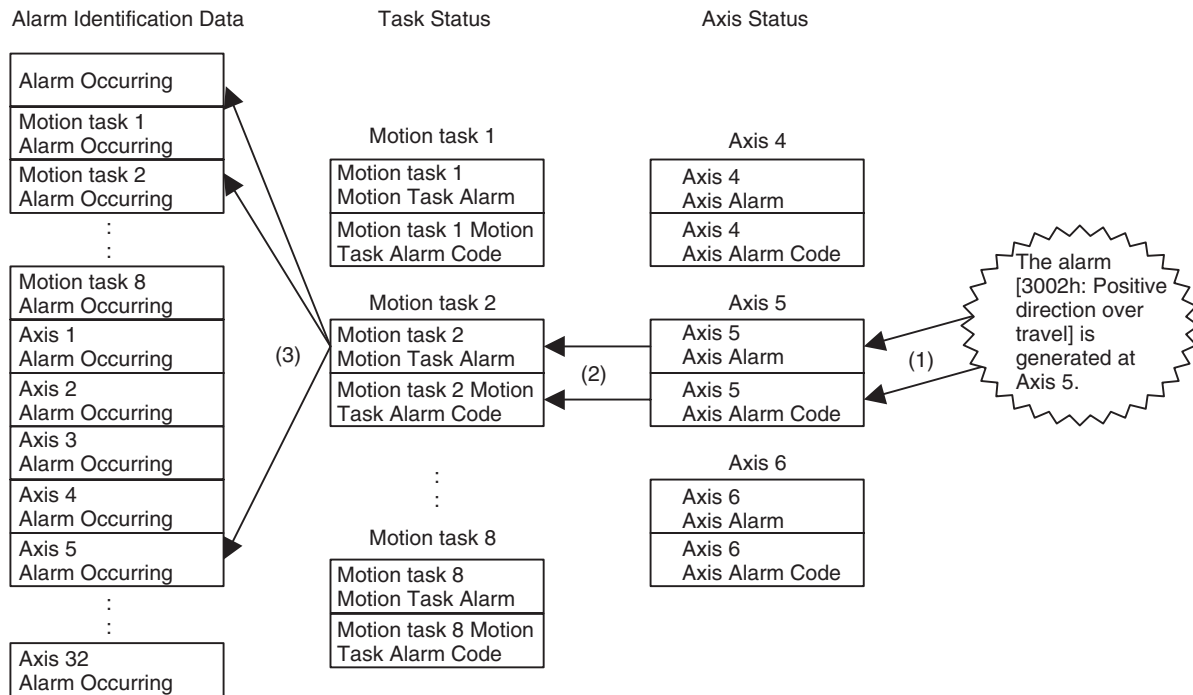 Alarm Identification Data
Task Status
Axis Status
Alarm Occurring
Motion task 1
Alarm Occurring
Motion task 2
Alarm Occurring
:
:
Motion task 8
Alarm Occurring
Axis 1
Alarm Occurring
Axis 2
Alarm Occurring
Axis 3
Alarm Occurring
Axis 4
Alarm Occurring
Axis 5
Alarm Occurring
:
:
Axis 32
Alarm Occurring
(3)
Motion task 1
Motion task 1
Motion Task Alarm
Motion task 1 Motion
Task Alarm Code
Motion task 2
Motion task 2
Motion Task Alarm
Motion task 2 Motion
Task Alarm Code
:
:
Motion task 8
Motion task 8
Motion Task Alarm
Motion task 8 Motion
Task Alarm Code
(2)
Axis 4
Axis 4
Axis Alarm
Axis 4
Axis Alarm Code
Axis 5
Axis 5
Axis Alarm
Axis 5
Axis Alarm Code
Axis 6
Axis 6
Axis Alarm
Axis 6
Axis Alarm Code
(1)
The alarm
[3002h: Positive
direction over
travel] is
generated at
Axis 5.